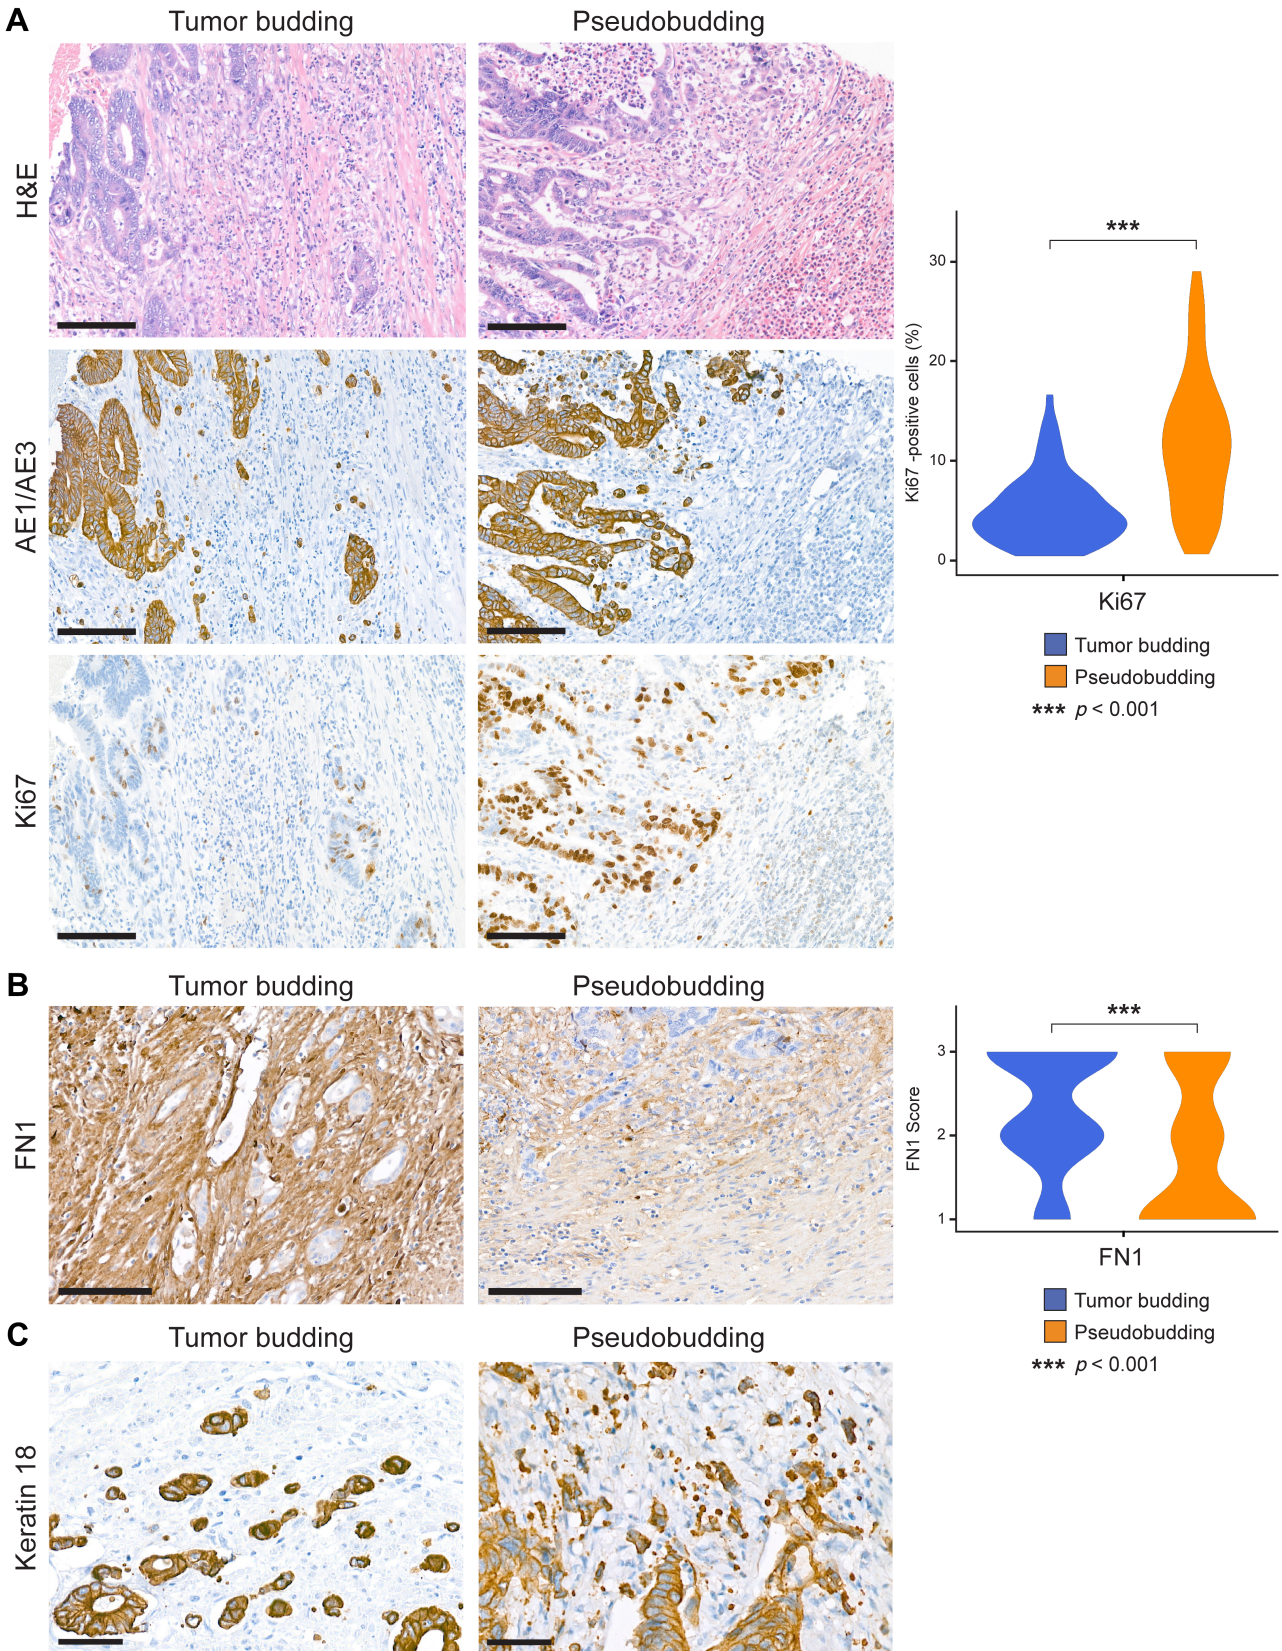 A
Tumor budding
Pseudobudding
H&E
AE1/AE3
Ki67
***
30
20
10
0
Ki67 -positive cells (%)
Ki67
Tumor budding
Pseudobudding
*** p < 0.001
B
Tumor budding
Pseudobudding
FN1
***
3
2
1
FN1 Score
FN1
Tumor budding
Pseudobudding
*** p < 0.001
C
Tumor budding
Pseudobudding
Keratin 18